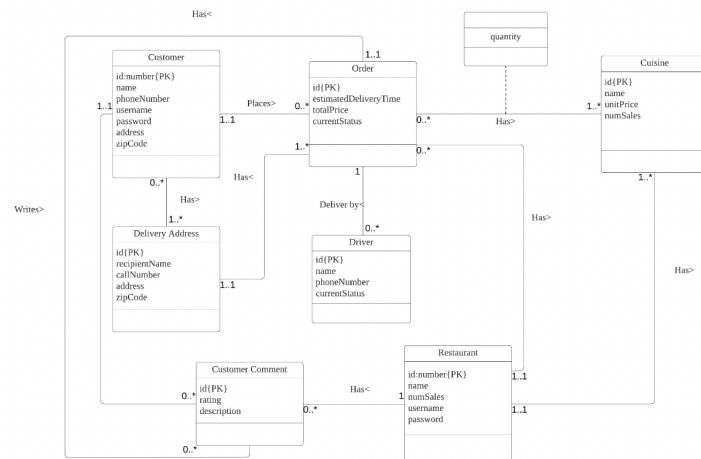 Has<
quantity
Customer
id:number{PK}
name
phoneNumber
username
password
address
zipCode
1..1
1..1
Places>
0..*
1..1
Order
id{PK}
estimatedDeliveryTime
totalPrice
currentStatus
0..*
Has>
1..*
Cuisine
id{PK}
name
unitPrice
numSales
1..*
1..*
Has<
0..*
0..*
Has>
1..*
Writes>
1
Deliver by<
0..*
Has>
Has>
Delivery Address
id{PK}
recipientName
callNumber
address
zipCode
1..1
Driver
id{PK}
name
phoneNumber
currentStatus
Customer Comment
id{PK}
rating
description
0..*
0..*
0..*
Has<
1
Restaurant
id:number{PK}
name
numSales
username
password
1..1
1..1